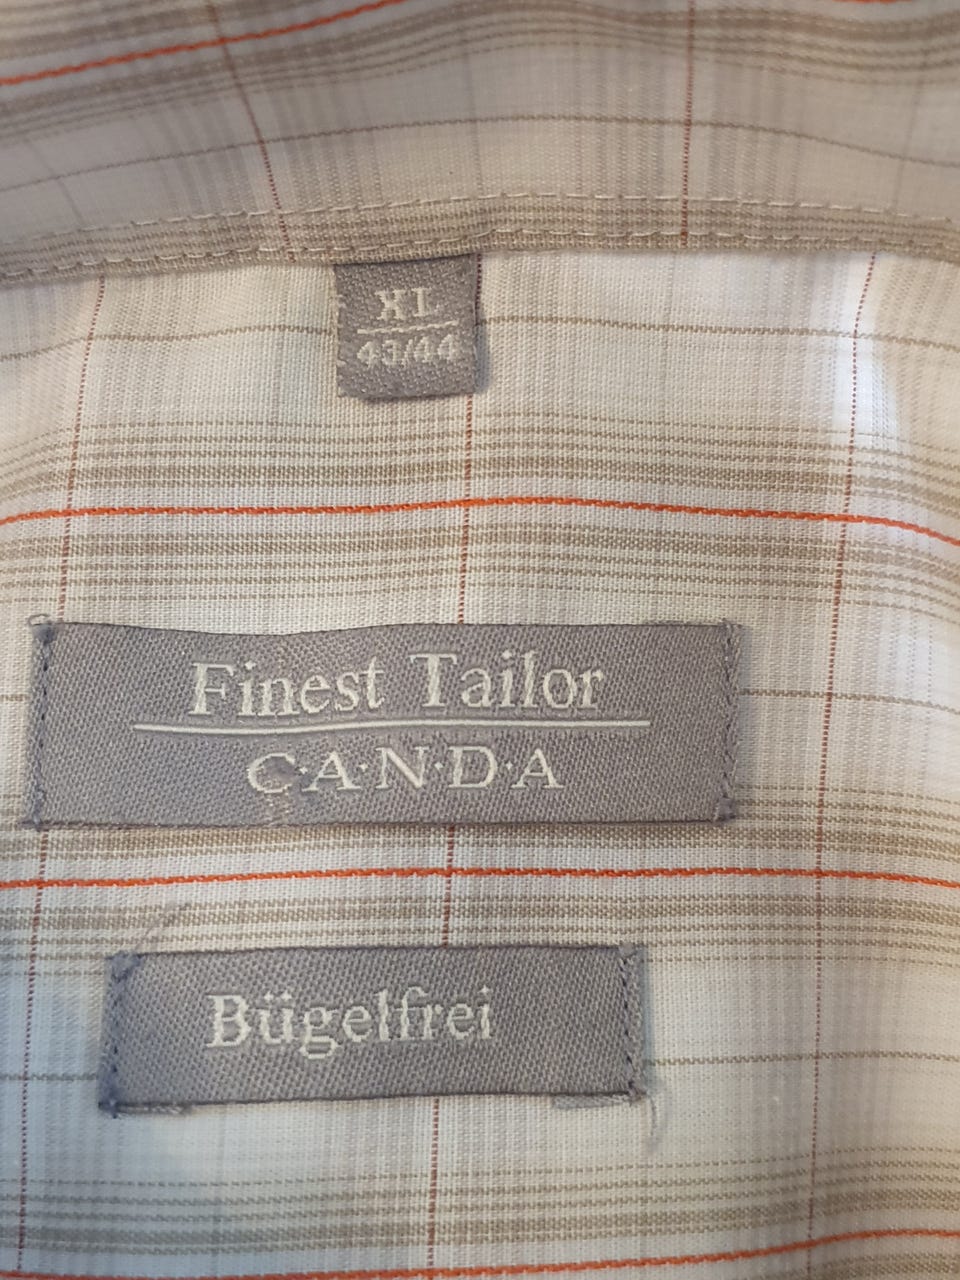 XL
43/44
Finest Tailor
C·A·N·D·A
Bügelfrei